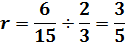 r = 6/15 ÷ 2/3 = 3/5